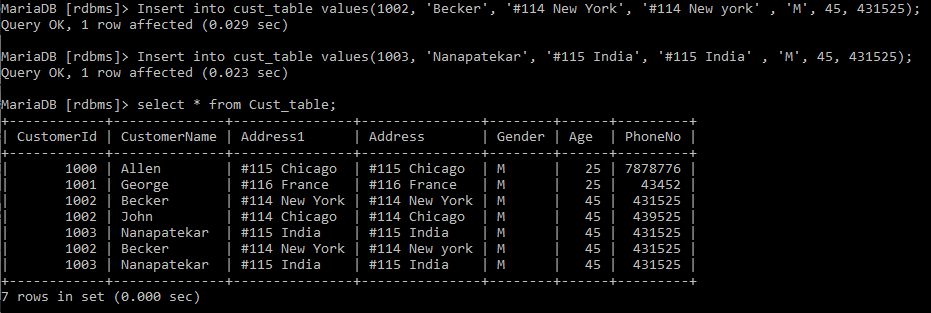 MariaDB [rdbms]> Insert into cust_table values(1002, 'Becker', '#114 New York', '#114 New york' , 'M', 45, 431525);
Query OK, 1 row affected (0.029 sec)

MariaDB [rdbms]> Insert into cust_table values(1003, 'Nanapatekar', '#115 India', '#115 India' , 'M', 45, 431525);
Query OK, 1 row affected (0.023 sec)

MariaDB [rdbms]> select * from Cust_table;
+------------+--------------+---------------+---------------+--------+------+---------+
| CustomerId | CustomerName | Address1      | Address       | Gender | Age  | PhoneNo |
+------------+--------------+---------------+---------------+--------+------+---------+
|       1000 | Allen        | #115 Chicago  | #115 Chicago  | M      |   25 | 7878776 |
|       1001 | George       | #116 France   | #116 France   | M      |   25 |   43452 |
|       1002 | Becker       | #114 New York | #114 New York | M      |   45 |  431525 |
|       1002 | John         | #114 Chicago  | #114 Chicago  | M      |   45 |  439525 |
|       1003 | Nanapatekar  | #115 India    | #115 India    | M      |   45 |  431525 |
|       1002 | Becker       | #114 New York | #114 New york | M      |   45 |  431525 |
|       1003 | Nanapatekar  | #115 India    | #115 India    | M      |   45 |  431525 |
+------------+--------------+---------------+---------------+--------+------+---------+
7 rows in set (0.000 sec)